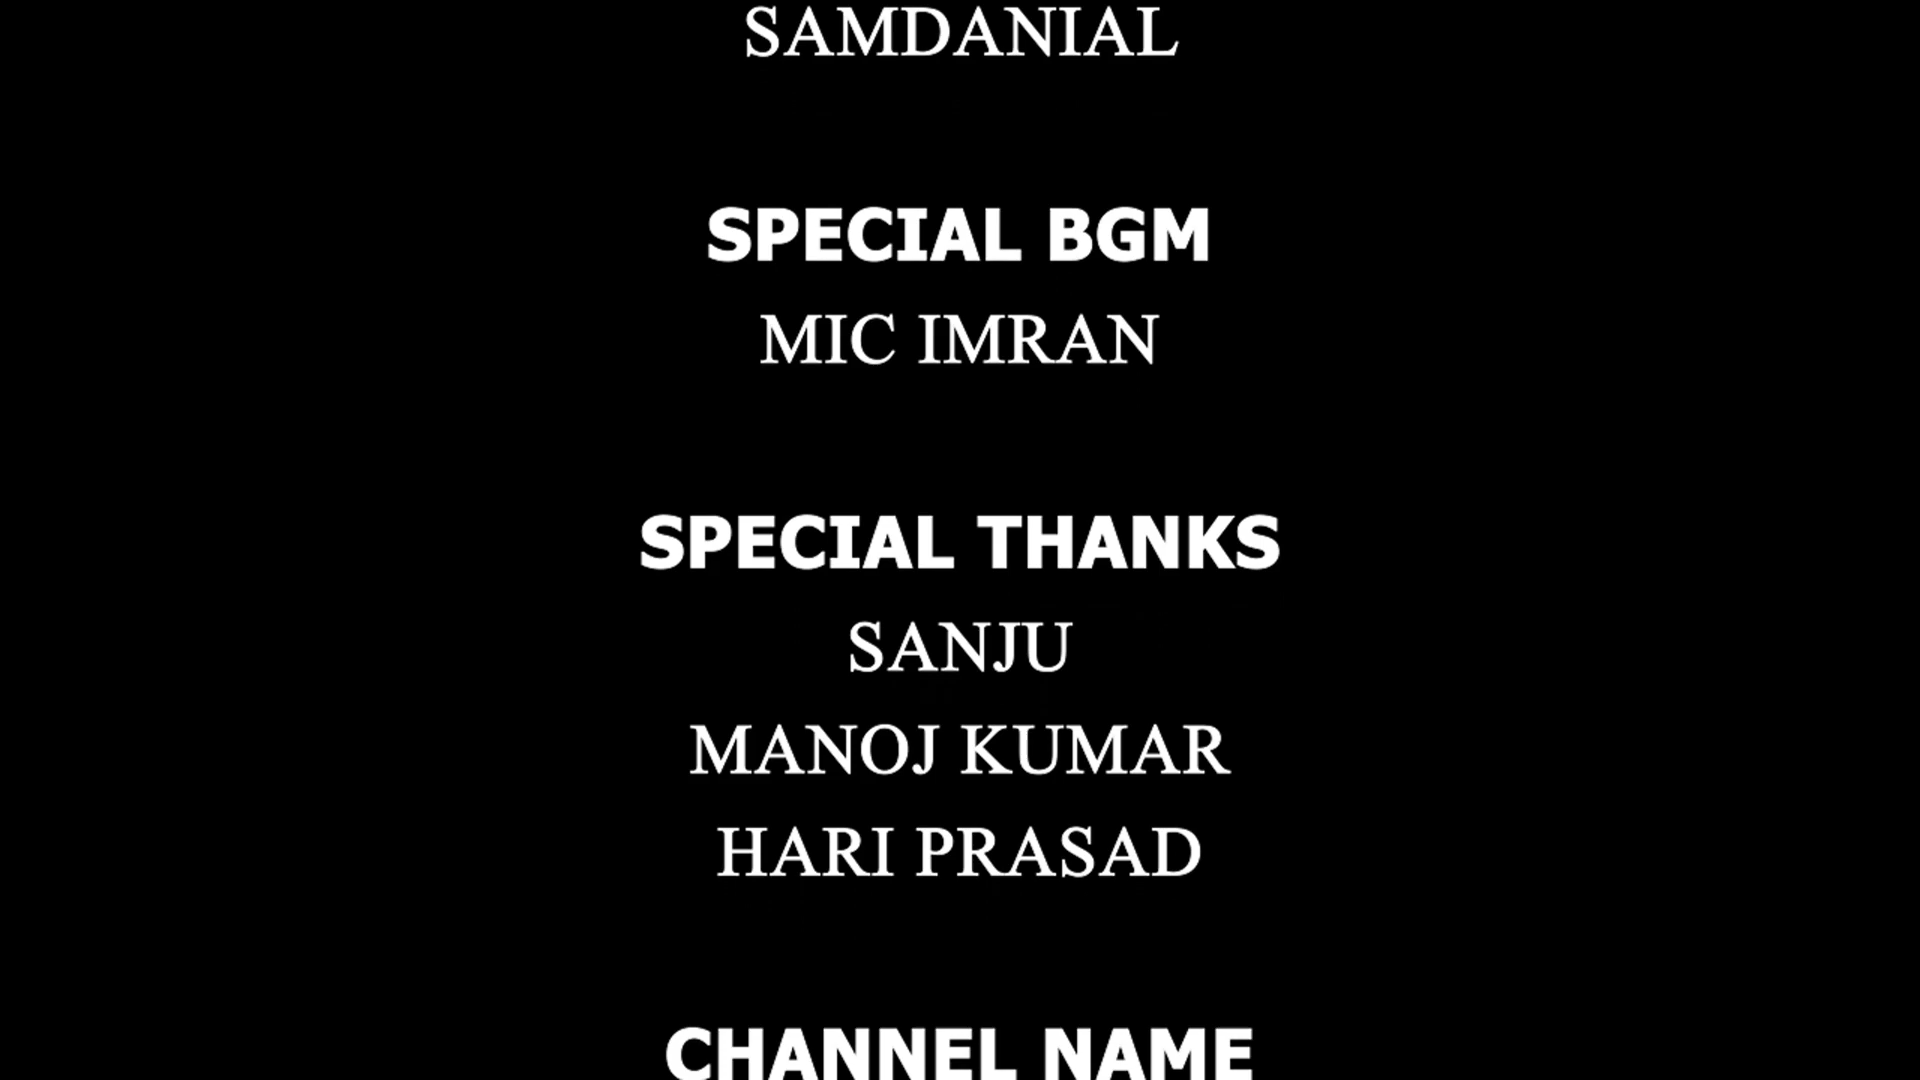 SAMDANIAL
SPECIAL BGM
MIC IMRAN
SPECIAL THANKS
SANJU
MANOJ KUMAR
HARI PRASAD
CHANNEL NAME